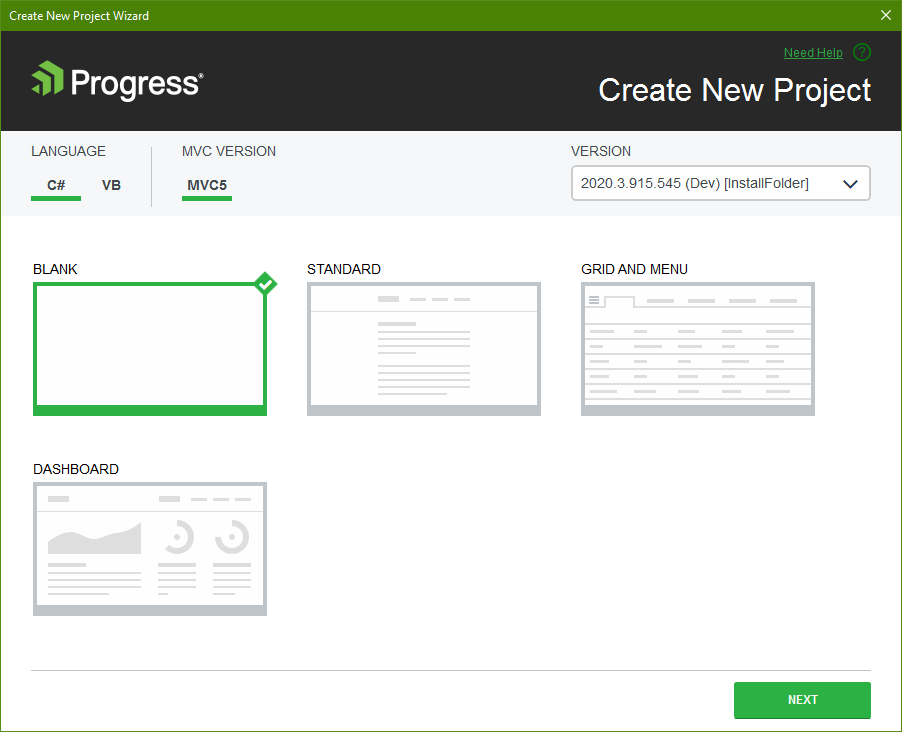 Create New Project Wizard
Need Help ?
Progress®
Create New Project
LANGUAGE
MVC VERSION
VERSION
C#
VB
MVC5
2020.3.915.545 (Dev) [InstallFolder]
BLANK
STANDARD
GRID AND MENU
DASHBOARD
NEXT